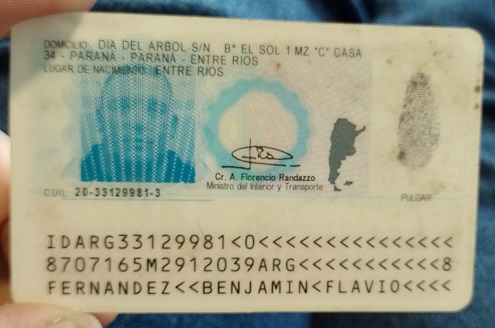 DOMICILIO: DIA DEL ARBOL S/N B° EL SOL 1 MZ "C" CASA
34 - PARANA - PARANA - ENTRE RIOS
LUGAR DE NACIMIENTO: ENTRE RIOS
Cr. A. Florencio Randazzo
Ministro del Interior y Transporte
CUIL 20-33129981-3
PULGAR
IDARG33129981<0<<<<<<<<<<<<<<<
8707165M2912039ARG<<<<<<<<<<<8
FERNANDEZ<<BENJAMIN<FLAVIO<<<<